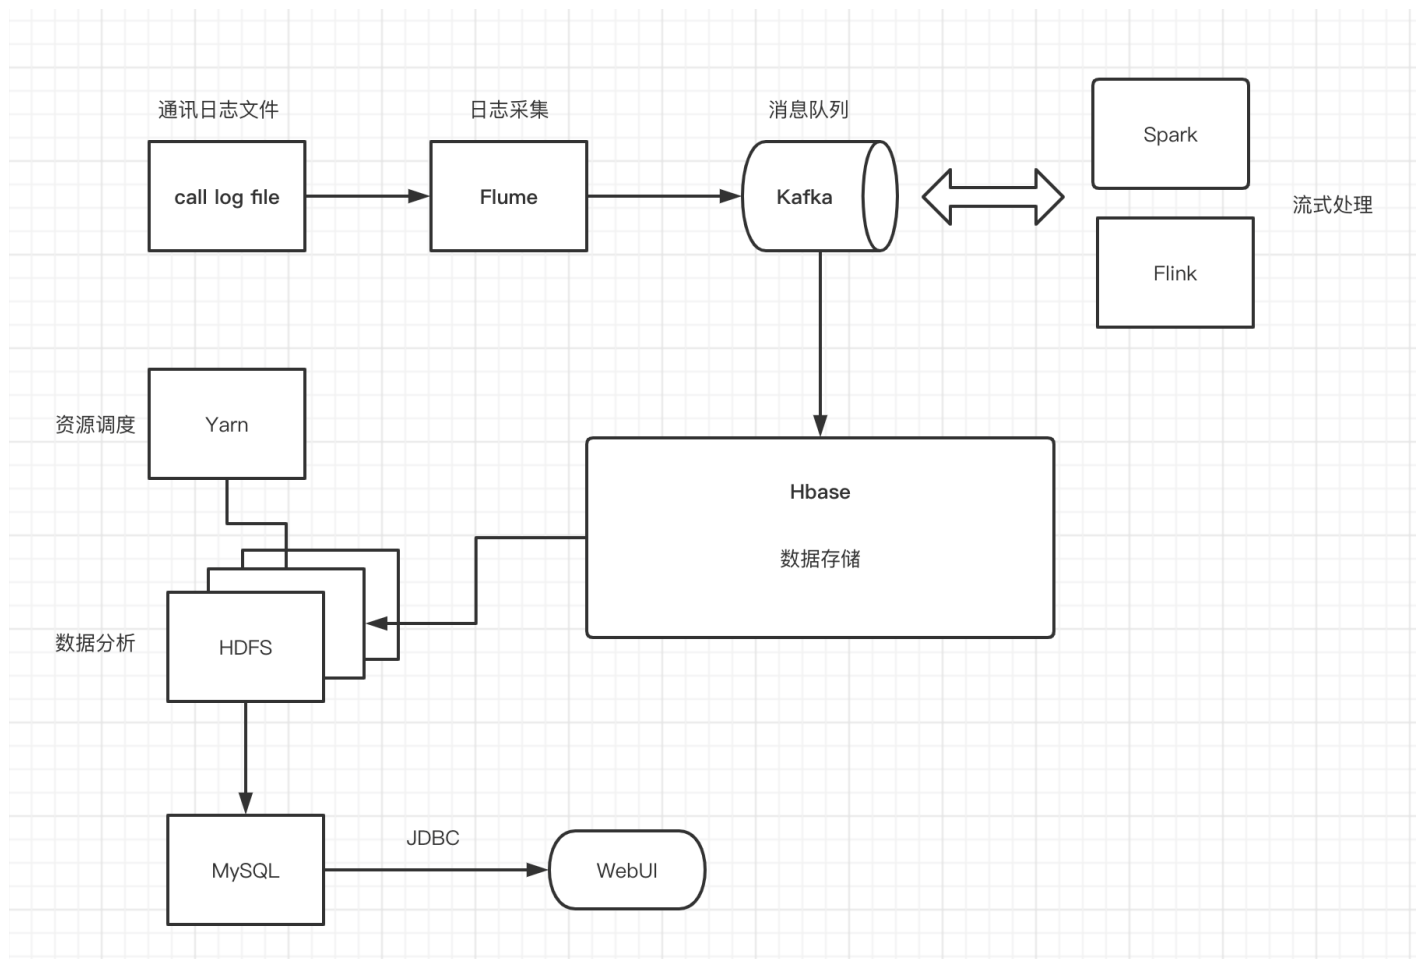 通讯日志文件
日志采集
消息队列
call log file
Flume
Kafka
Spark
流式处理
Flink
资源调度
Yarn
Hbase
数据存储
数据分析
HDFS
JDBC
MySQL
WebUI